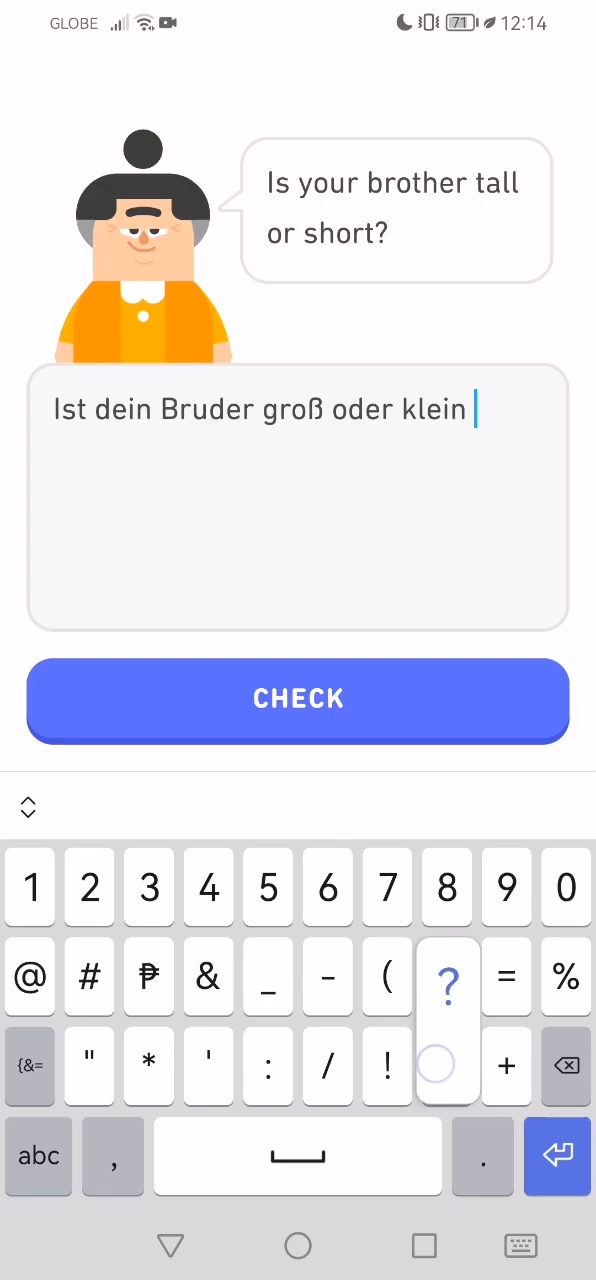 GLOBE 71 12:14
Is your brother tall
or short?
Ist dein Bruder groß oder klein
CHECK
1 2 3 4 5 6 7 8 9 0
@ # ₱ & _ - ( ? = %
{&= " * ' : / ! +
abc , .